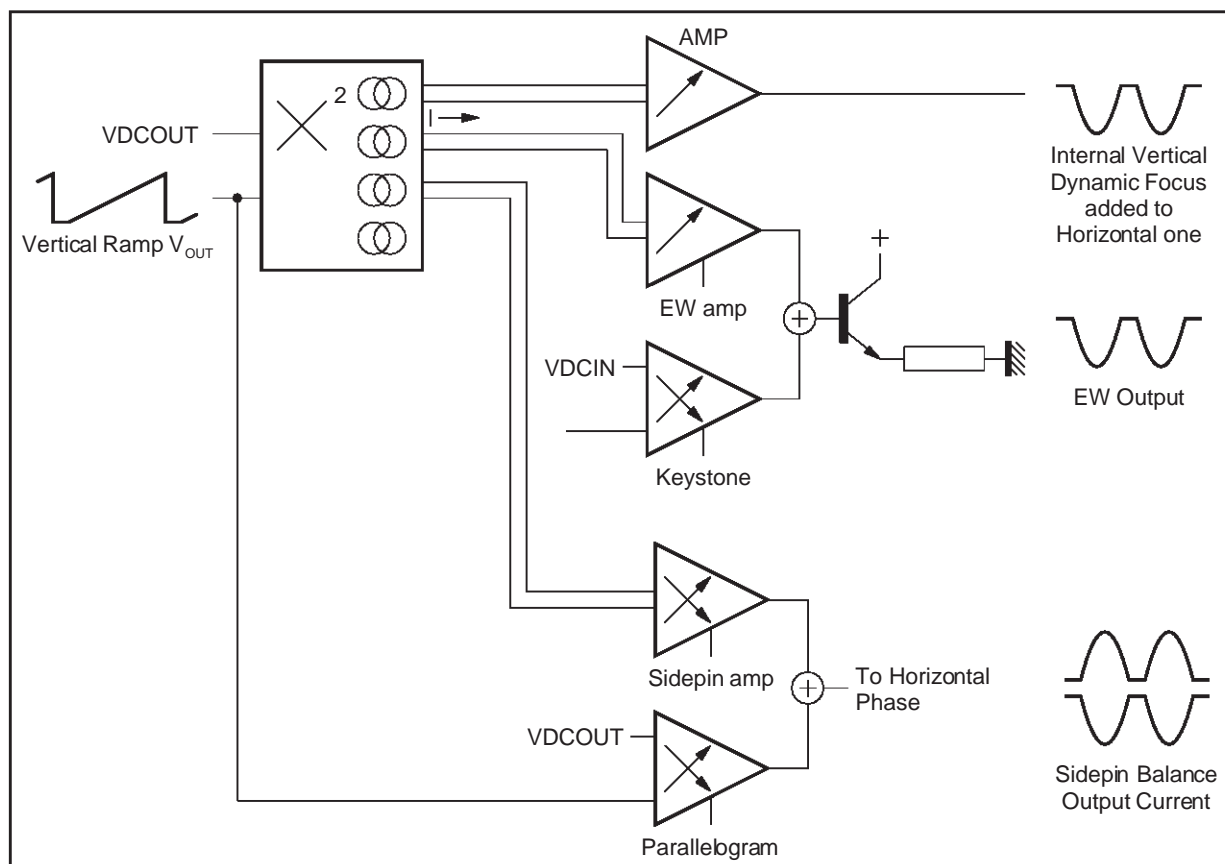 AMP
2
I
VDCOUT
Vertical Ramp VOUT
Internal Vertical
Dynamic Focus
added to
Horizontal one
EW amp
+
+
VDCIN
EW Output
Keystone
Sidepin amp
+
To Horizontal
Phase
VDCOUT
Sidepin Balance
Output Current
Parallelogram